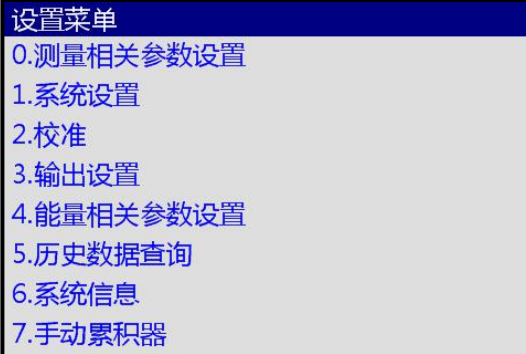 设置菜单
0.测量相关参数设置
1.系统设置
2.校准
3.输出设置
4.能量相关参数设置
5.历史数据查询
6.系统信息
7.手动累积器